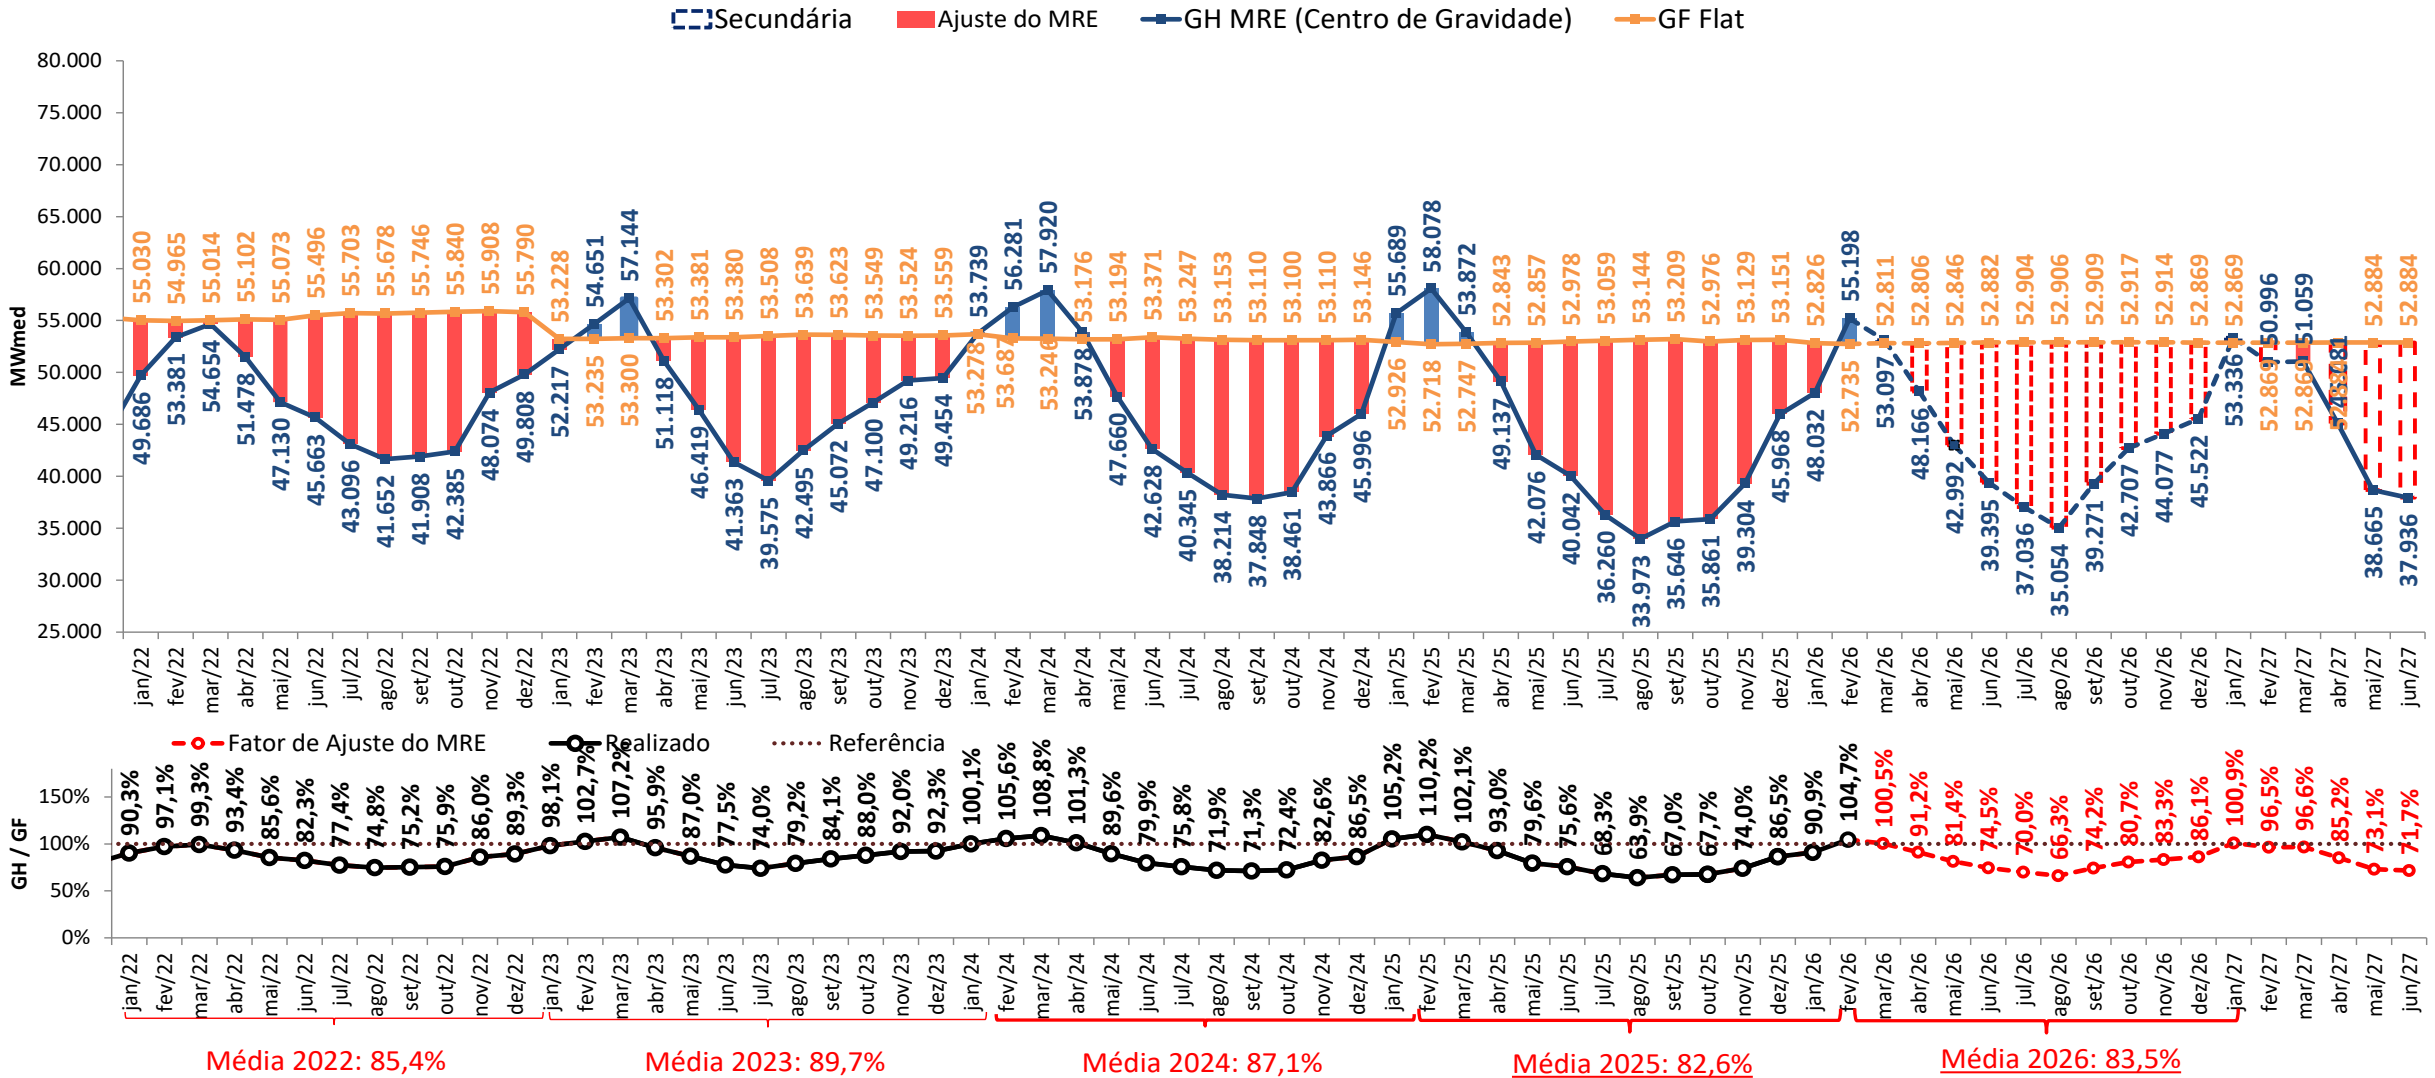 Secundária
Ajuste do MRE
GH MRE (Centro de Gravidade)
GF Flat
MWmed
80.000
75.000
70.000
65.000
60.000
55.000
50.000
45.000
40.000
35.000
30.000
25.000
55.030
54.965
55.014
55.102
55.073
55.496
55.703
55.678
55.746
55.840
55.908
55.790
53.228
53.235
53.300
53.302
53.381
53.380
53.508
53.639
53.623
53.549
53.524
53.559
53.278
53.687
53.246
53.176
53.194
53.371
53.247
53.153
53.110
53.100
53.110
53.146
52.926
52.718
52.747
52.843
52.857
52.978
53.059
53.144
53.209
52.976
53.129
53.151
52.826
52.735
52.811
52.806
52.846
52.882
52.904
52.906
52.909
52.917
52.914
52.869
52.869
52.869
52.869
52.884
52.884
49.686
53.381
54.654
51.478
47.130
45.663
43.096
41.652
41.908
42.385
48.074
49.808
52.217
54.651
57.144
51.118
46.419
41.363
39.575
42.495
45.072
47.100
49.216
49.454
53.739
56.281
57.920
53.878
47.660
42.628
40.345
38.214
37.848
38.461
43.866
45.996
55.689
58.078
53.872
49.137
42.076
40.042
36.260
33.973
35.646
35.861
39.304
45.968
48.032
55.198
53.097
48.166
42.992
39.395
37.036
35.054
39.271
42.707
44.077
45.522
53.336
50.996
51.059
38.665
37.936
jan/22
fev/22
mar/22
abr/22
mai/22
jun/22
jul/22
ago/22
set/22
out/22
nov/22
dez/22
jan/23
fev/23
mar/23
abr/23
mai/23
jun/23
jul/23
ago/23
set/23
out/23
nov/23
dez/23
jan/24
fev/24
mar/24
abr/24
mai/24
jun/24
jul/24
ago/24
set/24
out/24
nov/24
dez/24
jan/25
fev/25
mar/25
abr/25
mai/25
jun/25
jul/25
ago/25
set/25
out/25
nov/25
dez/25
jan/26
fev/26
mar/26
abr/26
mai/26
jun/26
jul/26
ago/26
set/26
out/26
nov/26
dez/26
jan/27
fev/27
mar/27
abr/27
mai/27
jun/27
Fator de Ajuste do MRE
Realizado
Referência
GH / GF
150%
100%
50%
0%
90,3%
97,1%
99,3%
93,4%
85,6%
82,3%
77,4%
74,8%
75,2%
75,9%
86,0%
89,3%
98,1%
102,7%
107,2%
95,9%
87,0%
77,5%
74,0%
79,2%
84,1%
88,0%
92,0%
92,3%
100,1%
105,6%
108,8%
101,3%
89,6%
79,9%
75,8%
71,9%
71,3%
72,4%
82,6%
86,5%
105,2%
110,2%
102,1%
93,0%
79,6%
75,6%
68,3%
63,9%
67,0%
67,7%
74,0%
86,5%
90,9%
104,7%
100,5%
91,2%
81,4%
74,5%
70,0%
66,3%
74,2%
80,7%
83,3%
86,1%
100,9%
96,5%
96,6%
85,2%
73,1%
71,7%
jan/22
fev/22
mar/22
abr/22
mai/22
jun/22
jul/22
ago/22
set/22
out/22
nov/22
dez/22
jan/23
fev/23
mar/23
abr/23
mai/23
jun/23
jul/23
ago/23
set/23
out/23
nov/23
dez/23
jan/24
fev/24
mar/24
abr/24
mai/24
jun/24
jul/24
ago/24
set/24
out/24
nov/24
dez/24
jan/25
fev/25
mar/25
abr/25
mai/25
jun/25
jul/25
ago/25
set/25
out/25
nov/25
dez/25
jan/26
fev/26
mar/26
abr/26
mai/26
jun/26
jul/26
ago/26
set/26
out/26
nov/26
dez/26
jan/27
fev/27
mar/27
abr/27
mai/27
jun/27
Média 2022: 85,4%
Média 2023: 89,7%
Média 2024: 87,1%
Média 2025: 82,6%
Média 2026: 83,5%